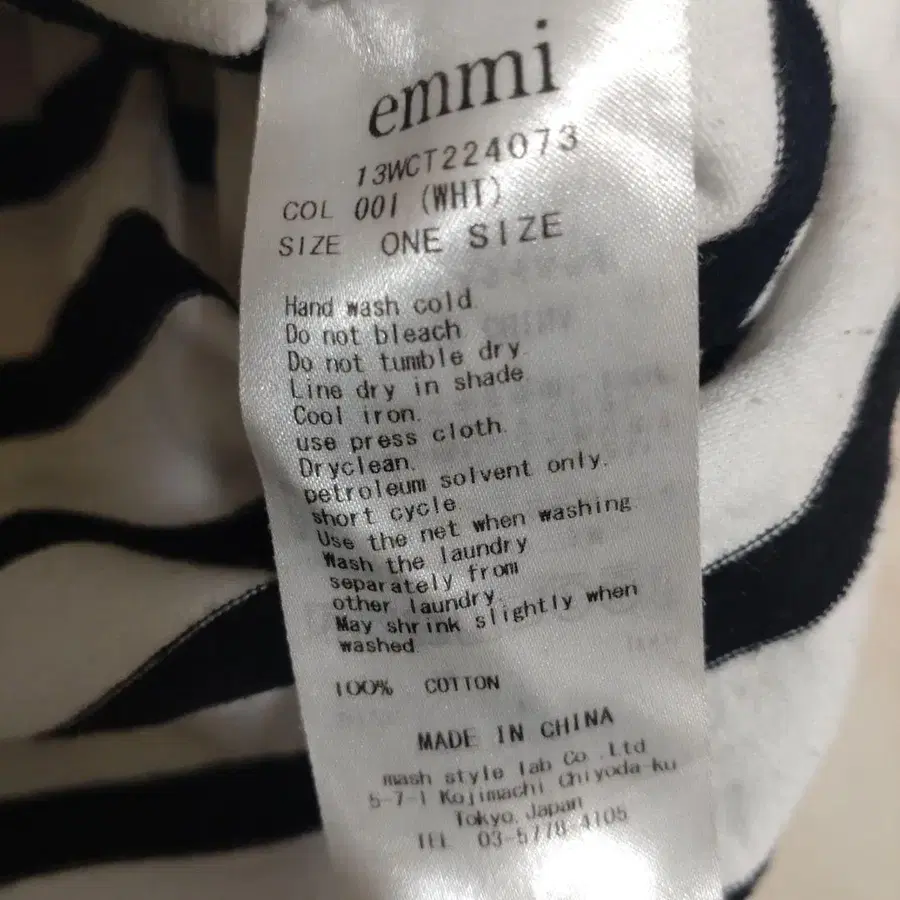 emmi
13WCT224073
COL 001 (WHT)
SIZE ONE SIZE
Hand wash cold.
Do not bleach
Do not tumble dry.
Line dry in shade
Cool iron.
use press cloth.
Dryclean.
petroleum solvent only.
short cycle.
Use the net when washing
Wash the laundry
separately from
other laundry.
May shrink slightly when
washed.
100% COTTON
MADE IN CHINA
mash style lab Co.,Ltd
5-7-1 Kojimachi Chiyoda-ku
Tokyo, Japan
TEL 03-5778-4105